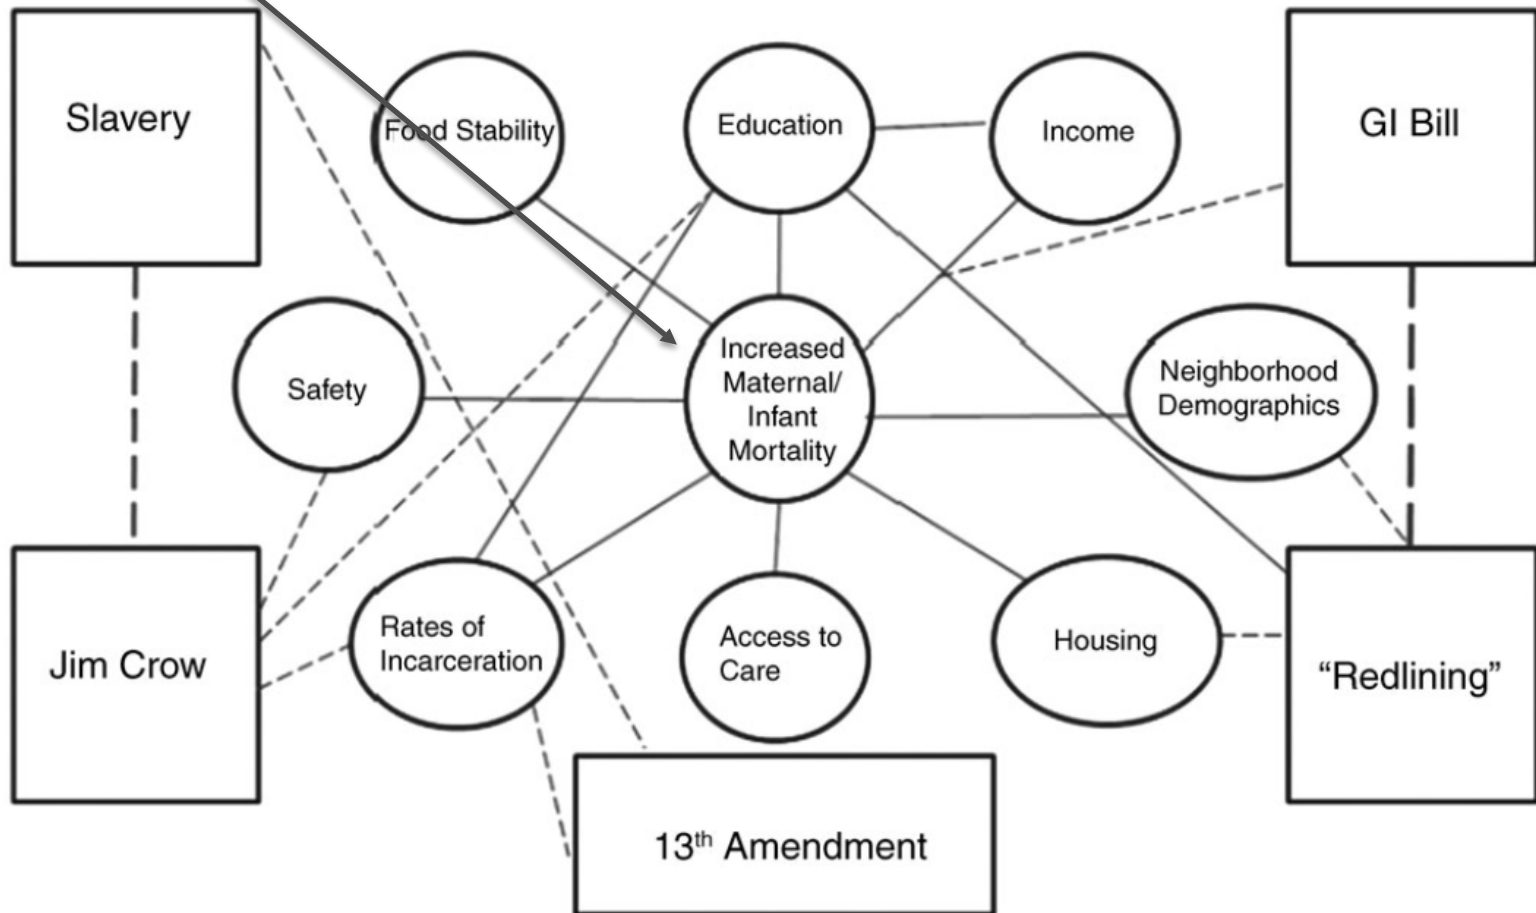 Slavery
Food Stability
Education
Income
GI Bill
Safety
Increased
Maternal/
Infant
Mortality
Neighborhood
Demographics
Jim Crow
Rates of
Incarceration
Access to
Care
Housing
“Redlining”
13th Amendment